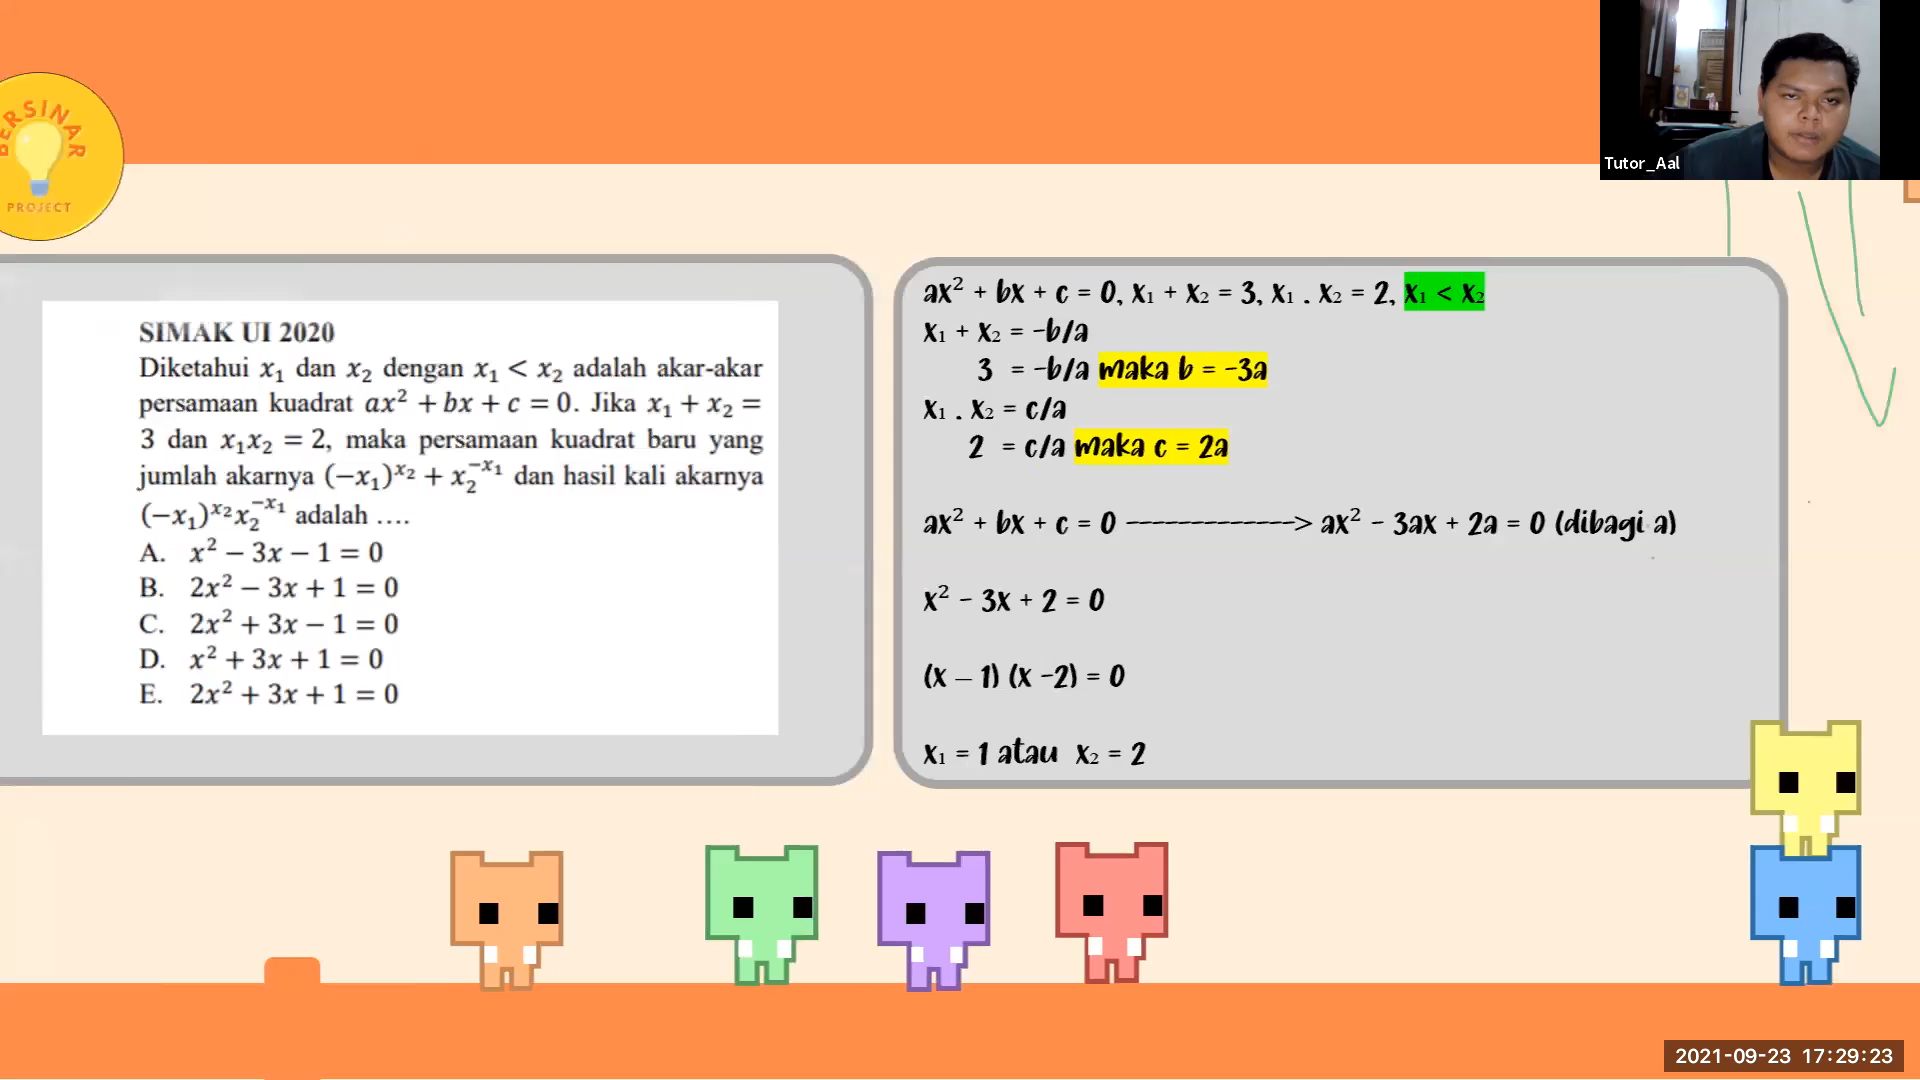 BERSINAR
PROJECT
Tutor_Aal
SIMAK UI 2020
Diketahui x₁ dan x₂ dengan x₁ < x₂ adalah akar-akar
persamaan kuadrat ax² + bx + c = 0. Jika x₁ + x₂ =
3 dan x₁x₂ = 2, maka persamaan kuadrat baru yang
jumlah akarnya (−x₁)^x₂ + x₂^−x₁ dan hasil kali akarnya
(−x₁)^x₂ x₂^−x₁ adalah ….
A. x² − 3x − 1 = 0
B. 2x² − 3x + 1 = 0
C. 2x² + 3x − 1 = 0
D. x² + 3x + 1 = 0
E. 2x² + 3x + 1 = 0
ax² + bx + c = 0, x₁ + x₂ = 3, x₁ . x₂ = 2, x₁ < x₂
x₁ + x₂ = -b/a
3 = -b/a maka b = -3a
x₁ . x₂ = c/a
2 = c/a maka c = 2a
ax² + bx + c = 0 -------------> ax² - 3ax + 2a = 0 (dibagi a)
x² - 3x + 2 = 0
(x – 1) (x -2) = 0
x₁ = 1 atau x₂ = 2
2021-09-23 17:29:23